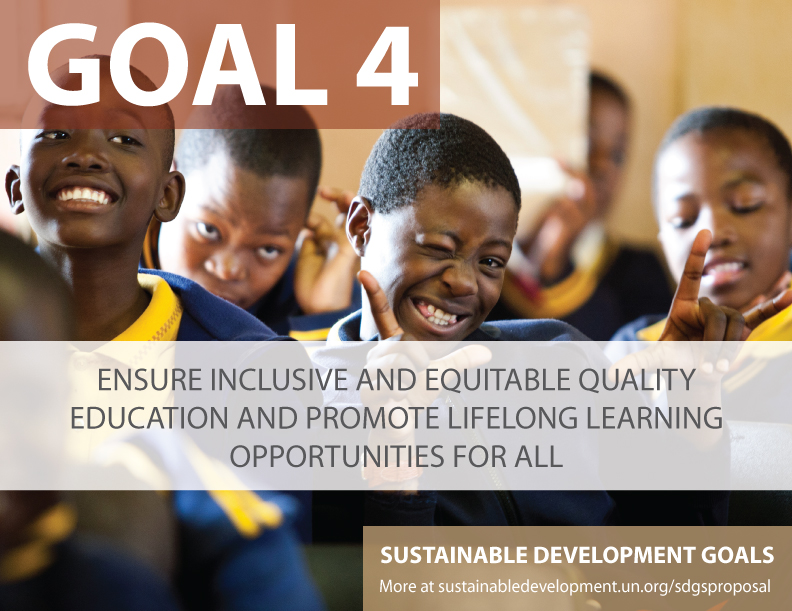 GOAL 4
ENSURE INCLUSIVE AND EQUITABLE QUALITY
EDUCATION AND PROMOTE LIFELONG LEARNING
OPPORTUNITIES FOR ALL
SUSTAINABLE DEVELOPMENT GOALS
More at sustainabledevelopment.un.org/sdgsproposal